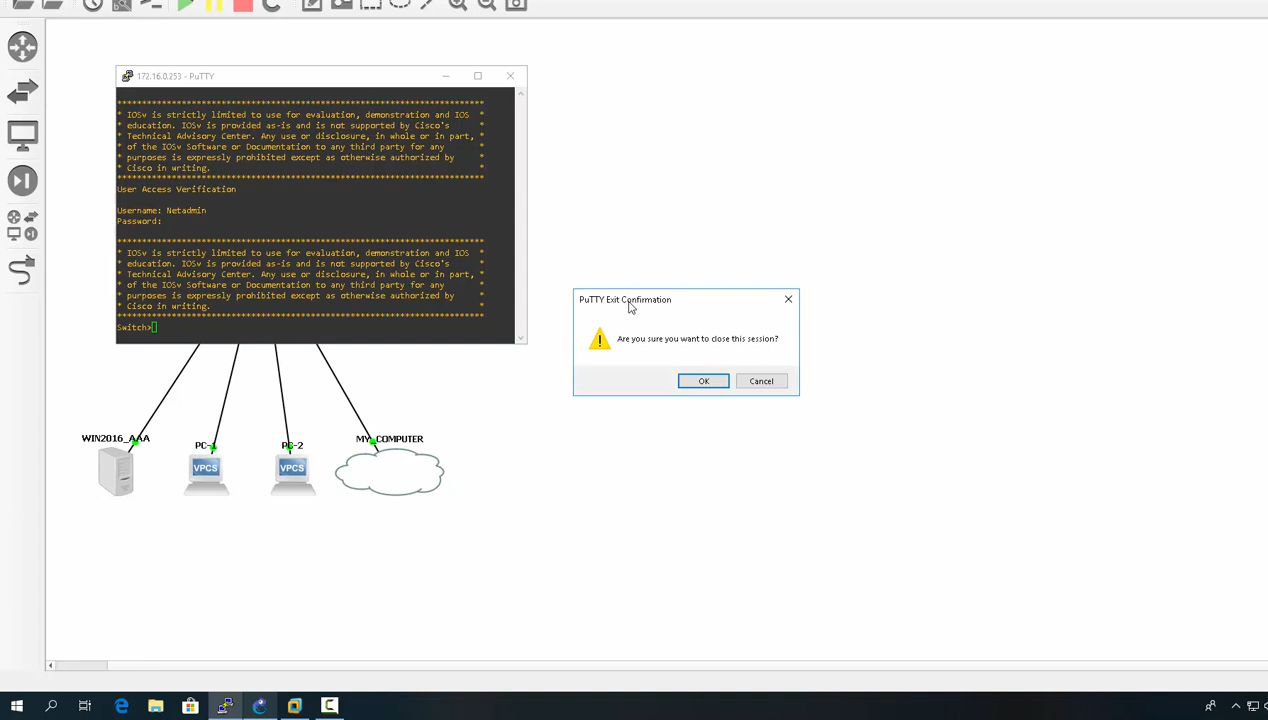 172.16.0.253 - PuTTY
*************************************************************************
* IOSv is strictly limited to use for evaluation, demonstration and IOS *
* education. IOSv is provided as-is and is not supported by Cisco's *
* Technical Advisory Center. Any use or disclosure, in whole or in part, *
* of the IOSv Software or Documentation to any third party for any *
* purposes is expressly prohibited except as otherwise authorized by *
* Cisco in writing. *
*************************************************************************
User Access Verification
Username: Netadmin
Password:
*************************************************************************
* IOSv is strictly limited to use for evaluation, demonstration and IOS *
* education. IOSv is provided as-is and is not supported by Cisco's *
* Technical Advisory Center. Any use or disclosure, in whole or in part, *
* of the IOSv Software or Documentation to any third party for any *
* purposes is expressly prohibited except as otherwise authorized by *
* Cisco in writing. *
*************************************************************************
Switch>
PuTTY Exit Confirmation
Are you sure you want to close this session?
OK Cancel
WIN2016_AAA PC-1 PC-2 MY_COMPUTER
VPCS VPCS